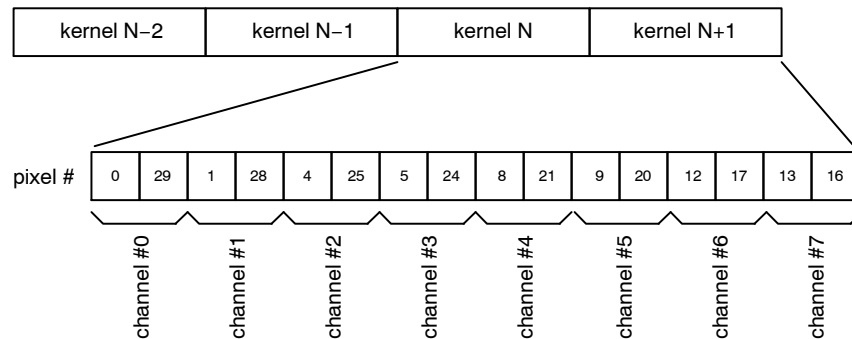 kernel N−2 kernel N−1 kernel N kernel N+1
pixel # 0 29 1 28 4 25 5 24 8 21 9 20 12 17 13 16
channel #0
channel #1
channel #2
channel #3
channel #4
channel #5
channel #6
channel #7